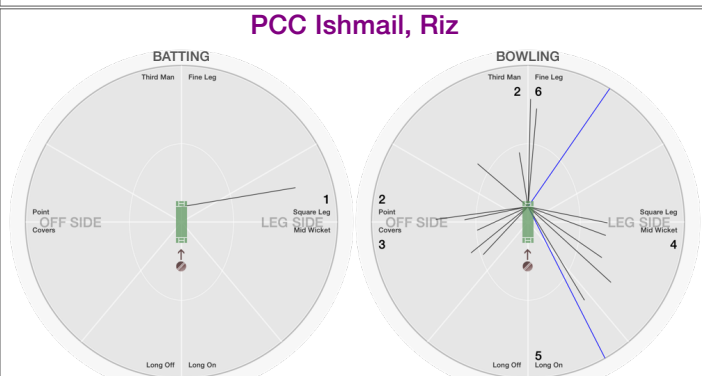 PCC Ishmail, Riz
BATTING
Third Man Fine Leg
1
Point Square Leg
OFF SIDE LEG SIDE
Covers Mid Wicket
Long Off Long On
BOWLING
Third Man Fine Leg
2 6
2
Point Square Leg
OFF SIDE LEG SIDE
Covers Mid Wicket
3 4
5
Long Off Long On